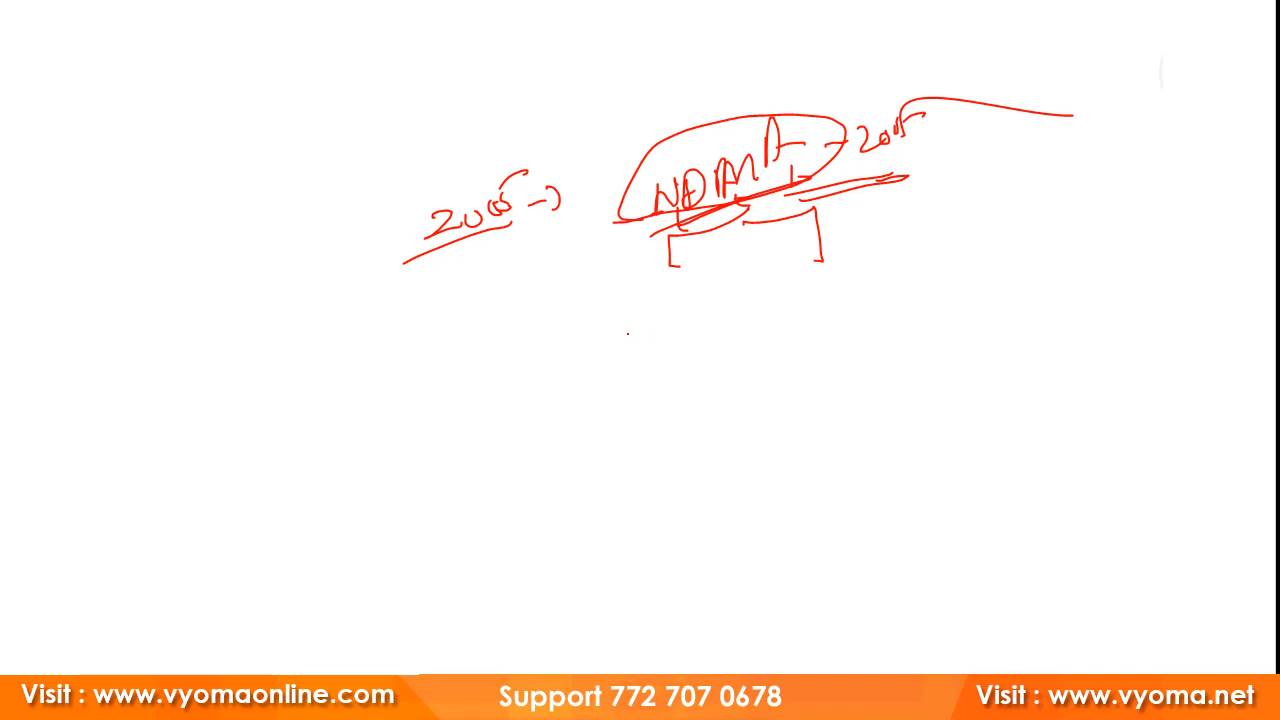 2005 → NDMA - 2005
Visit : www.vyomaonline.com Support 772 707 0678 Visit : www.vyoma.net